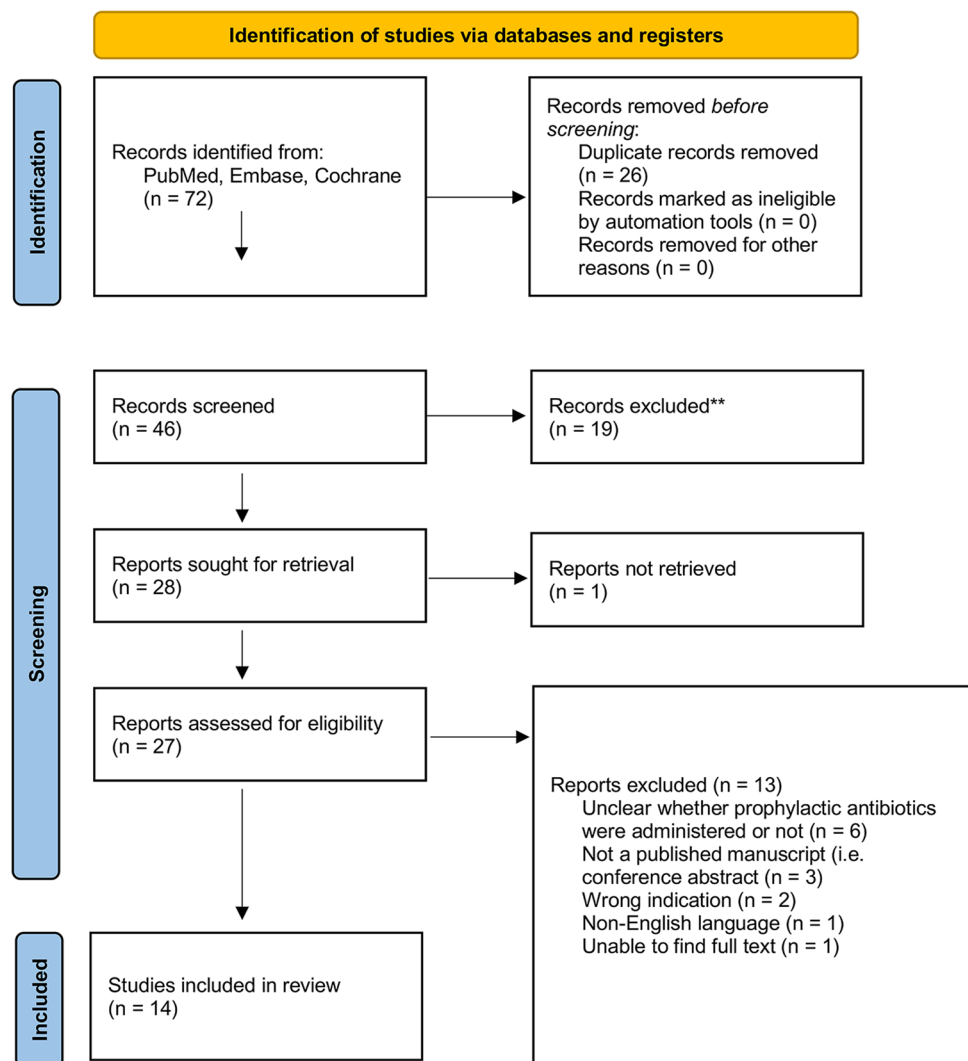 Identification of studies via databases and registers
Identification
Records identified from:
PubMed, Embase, Cochrane
(n = 72)
Records removed before
screening:
Duplicate records removed
(n = 26)
Records marked as ineligible
by automation tools (n = 0)
Records removed for other
reasons (n = 0)
Screening
Records screened
(n = 46)
Records excluded**
(n = 19)
Reports sought for retrieval
(n = 28)
Reports not retrieved
(n = 1)
Reports assessed for eligibility
(n = 27)
Reports excluded (n = 13)
Unclear whether prophylactic antibiotics
were administered or not (n = 6)
Not a published manuscript (i.e.
conference abstract (n = 3)
Wrong indication (n = 2)
Non-English language (n = 1)
Unable to find full text (n = 1)
Included
Studies included in review
(n = 14)